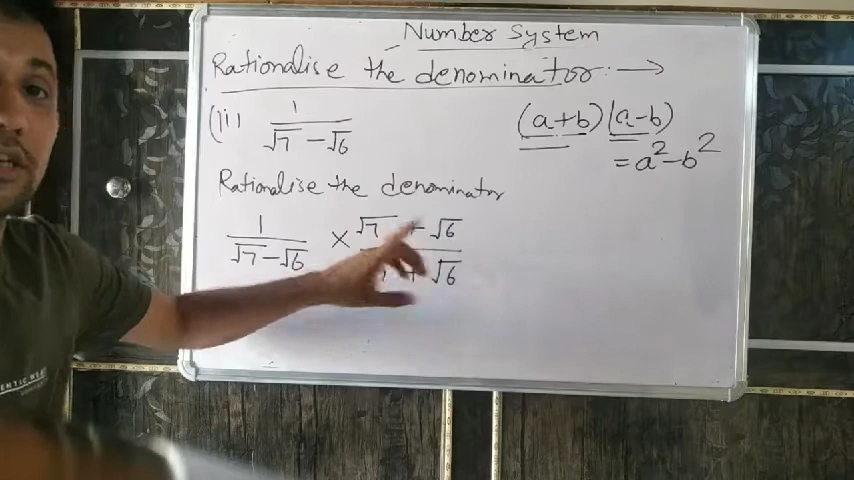 Number System
Rationalise the denominator :- →
(ii) 1/(√7 - √6)
(a+b)(a-b)
= a² - b²
Rationalise the denominator
1/(√7 - √6) × (√7 + √6)/( + √6)